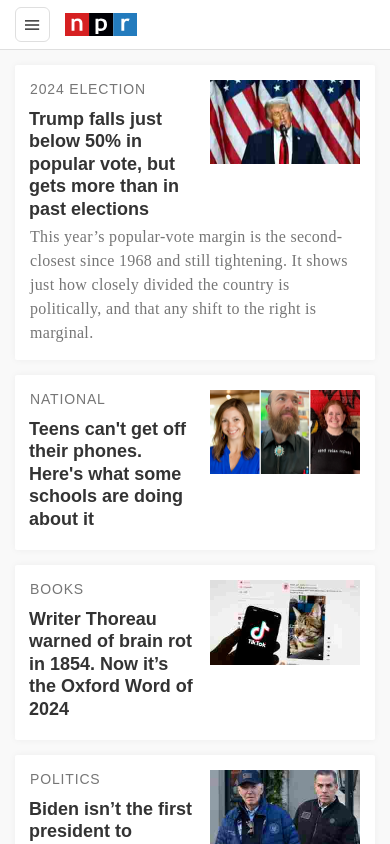 npr
2024 ELECTION
Trump falls just
below 50% in
popular vote, but
gets more than in
past elections
This year’s popular-vote margin is the second-
closest since 1968 and still tightening. It shows
just how closely divided the country is
politically, and that any shift to the right is
marginal.
NATIONAL
Teens can't get off
their phones.
Here's what some
schools are doing
about it
BOOKS
Writer Thoreau
warned of brain rot
in 1854. Now it’s
the Oxford Word of
2024
TikTok
POLITICS
Biden isn’t the first
president to